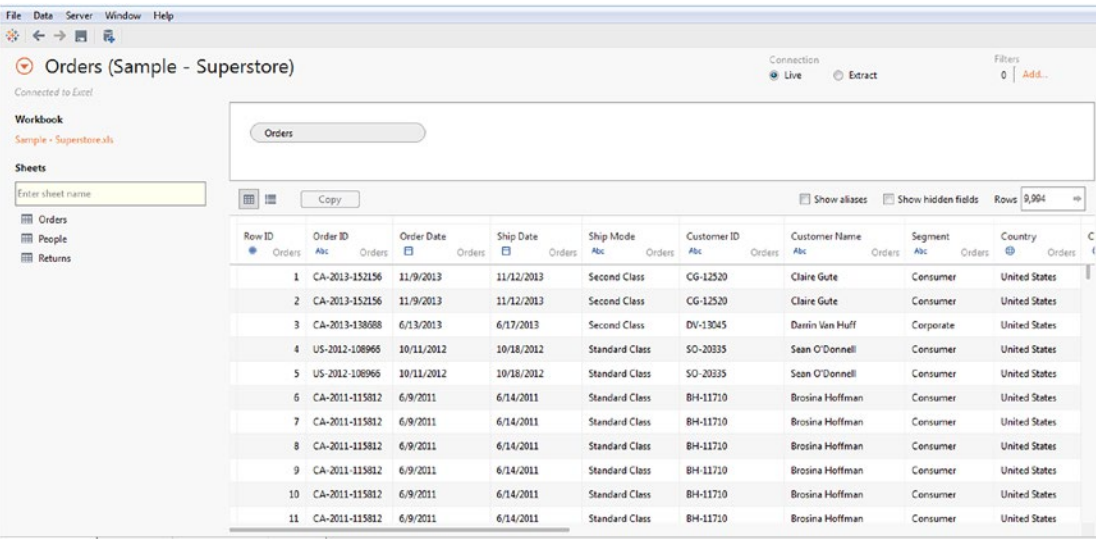 File Data Server Window Help
Orders (Sample - Superstore)
Connection
Live Extract
Filters
0 Add...
Connected to Excel
Workbook
Sample - Superstore.xls
Sheets
Enter sheet name
Orders
People
Returns
Orders
Copy
Show aliases Show hidden fields Rows 9,994
Row ID Order ID Order Date Ship Date Ship Mode Customer ID Customer Name Segment Country C
Orders Abc Orders Orders Orders Abc Orders Abc Orders Abc Orders Abc Orders Orders
1 CA-2013-152156 11/9/2013 11/12/2013 Second Class CG-12520 Claire Gute Consumer United States
2 CA-2013-152156 11/9/2013 11/12/2013 Second Class CG-12520 Claire Gute Consumer United States
3 CA-2013-138688 6/13/2013 6/17/2013 Second Class DV-13045 Darrin Van Huff Corporate United States
4 US-2012-108966 10/11/2012 10/18/2012 Standard Class SO-20335 Sean O'Donnell Consumer United States
5 US-2012-108966 10/11/2012 10/18/2012 Standard Class SO-20335 Sean O'Donnell Consumer United States
6 CA-2011-115812 6/9/2011 6/14/2011 Standard Class BH-11710 Brosina Hoffman Consumer United States
7 CA-2011-115812 6/9/2011 6/14/2011 Standard Class BH-11710 Brosina Hoffman Consumer United States
8 CA-2011-115812 6/9/2011 6/14/2011 Standard Class BH-11710 Brosina Hoffman Consumer United States
9 CA-2011-115812 6/9/2011 6/14/2011 Standard Class BH-11710 Brosina Hoffman Consumer United States
10 CA-2011-115812 6/9/2011 6/14/2011 Standard Class BH-11710 Brosina Hoffman Consumer United States
11 CA-2011-115812 6/9/2011 6/14/2011 Standard Class BH-11710 Brosina Hoffman Consumer United States